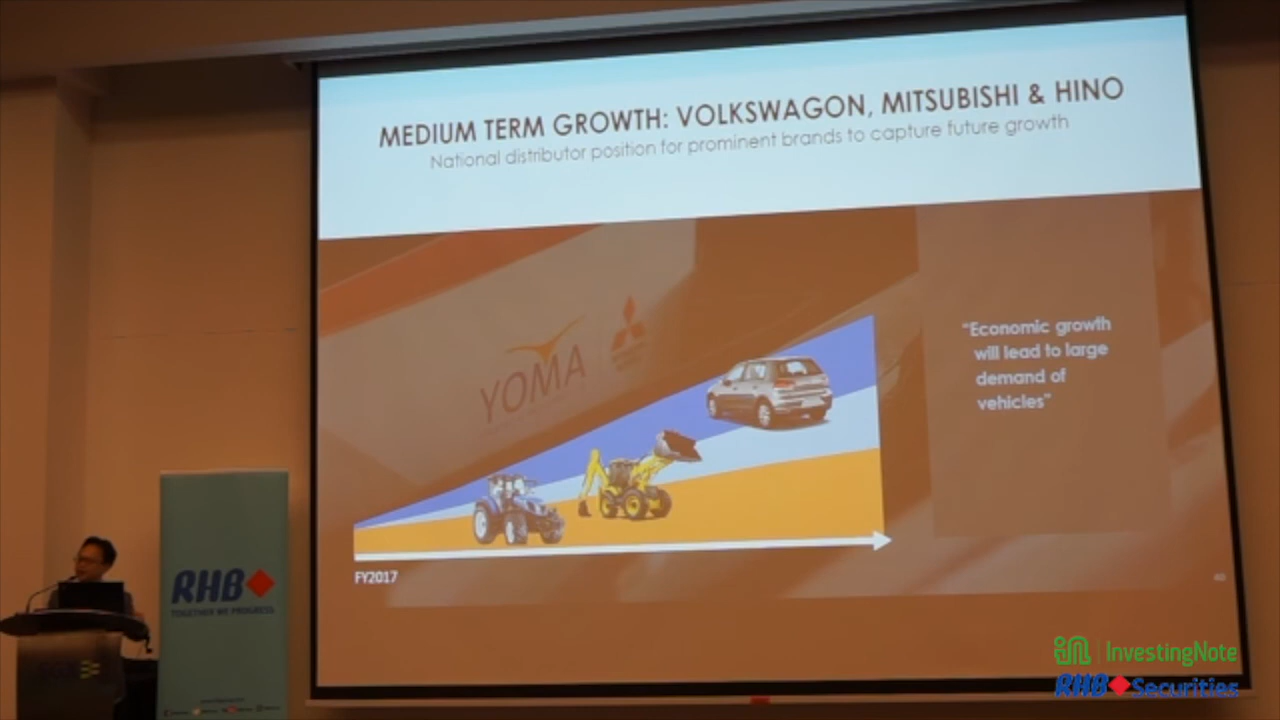 MEDIUM TERM GROWTH: VOLKSWAGON, MITSUBISHI & HINO
National distributor position for prominent brands to capture future growth
YOMA
"Economic growth
will lead to large
demand of
vehicles"
FY2017
RHB
TOGETHER WE PROGRESS
InvestingNote
RHB Securities